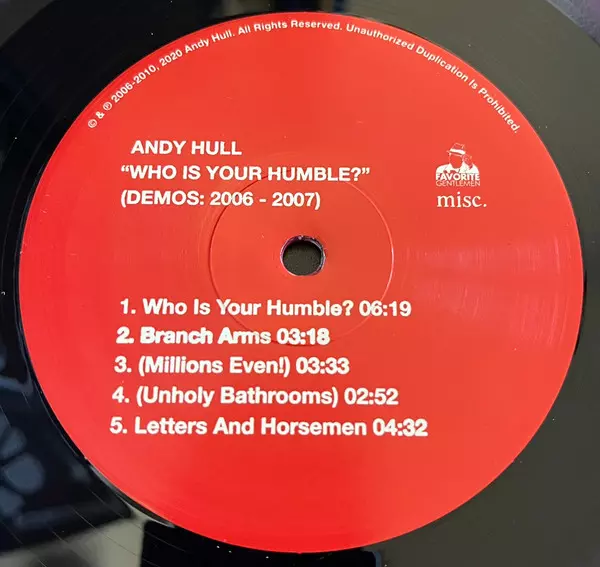 © & ℗ 2006-2010, 2020 Andy Hull. All Rights Reserved. Unauthorized Duplication Is Prohibited.
ANDY HULL
"WHO IS YOUR HUMBLE?"
(DEMOS: 2006 - 2007)
FAVORITE
GENTLEMEN
misc.
1. Who Is Your Humble? 06:19
2. Branch Arms 03:18
3. (Millions Even!) 03:33
4. (Unholy Bathrooms) 02:52
5. Letters And Horsemen 04:32